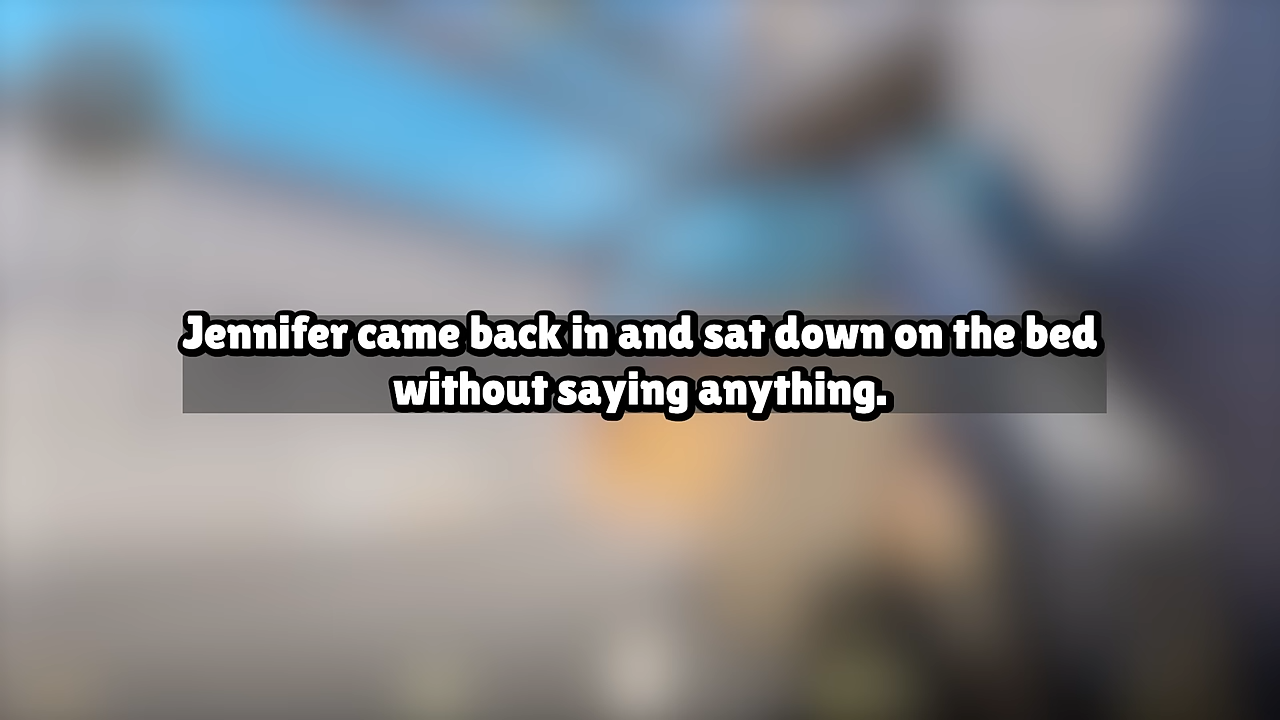 Jennifer came back in and sat down on the bed
without saying anything.